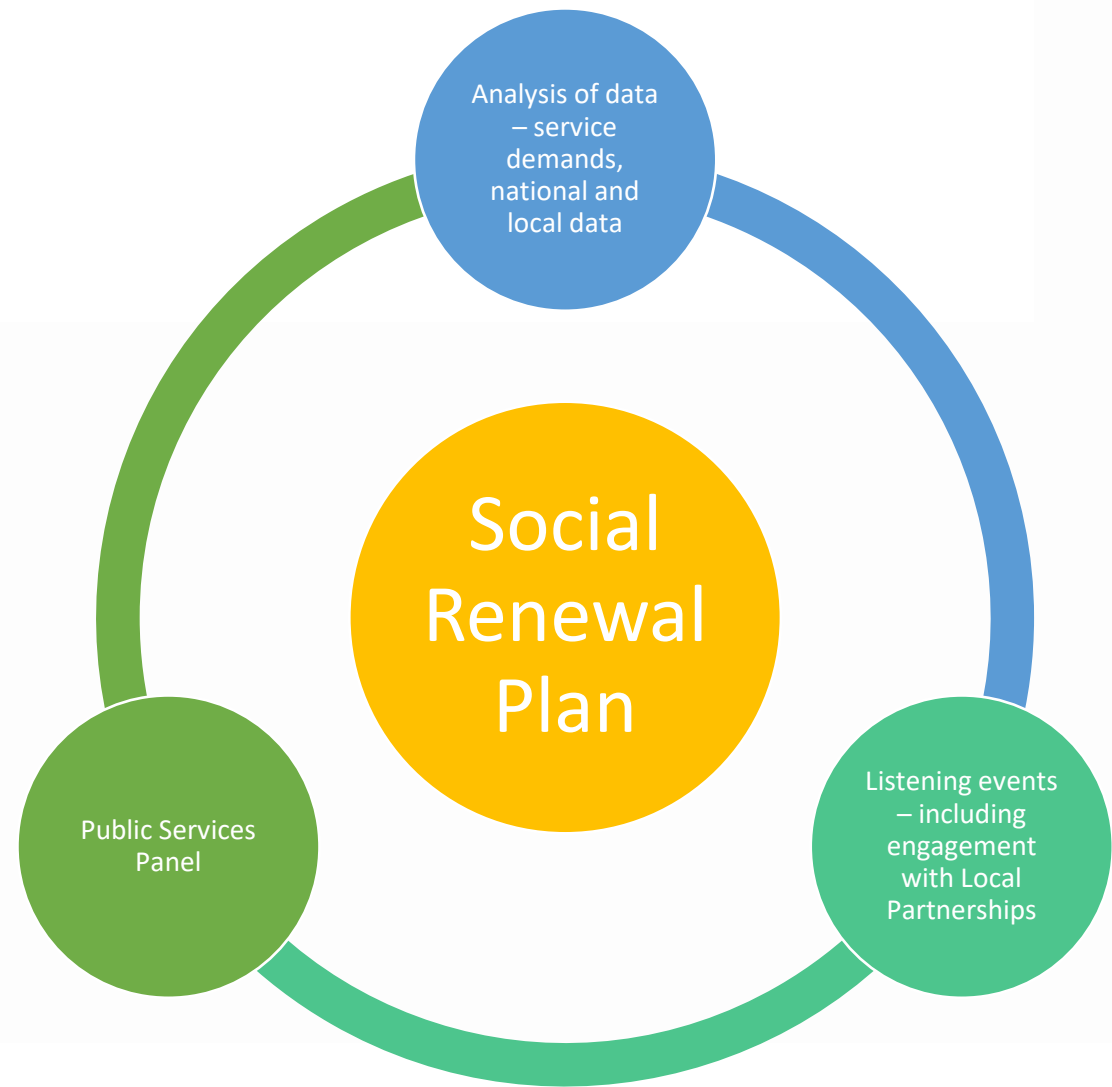 Analysis of data
– service
demands,
national and
local data
Social
Renewal
Plan
Listening events
– including
engagement
with Local
Partnerships
Public Services
Panel